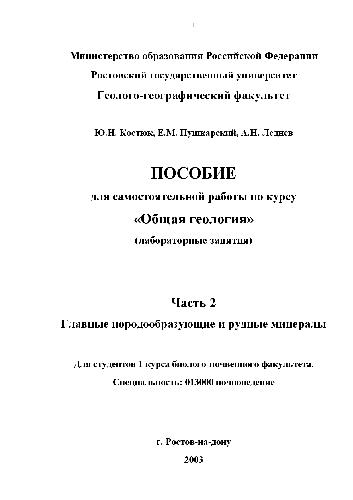 1
Министерство образования Российской Федерации
Ростовский государственный университет
Геолого-географический факультет
Ю.Н. Костюк, Е.М. Пушкарский, А.Н. Леднев
ПОСОБИЕ
для самостоятельной работы по курсу
«Общая геология»
(лабораторные занятия)
Часть 2
Главные породообразующие и рудные минералы
Для студентов 1 курса биолого-почвенного факультета.
Специальность: 013000 почвоведение
г. Ростов-на-дону
2003